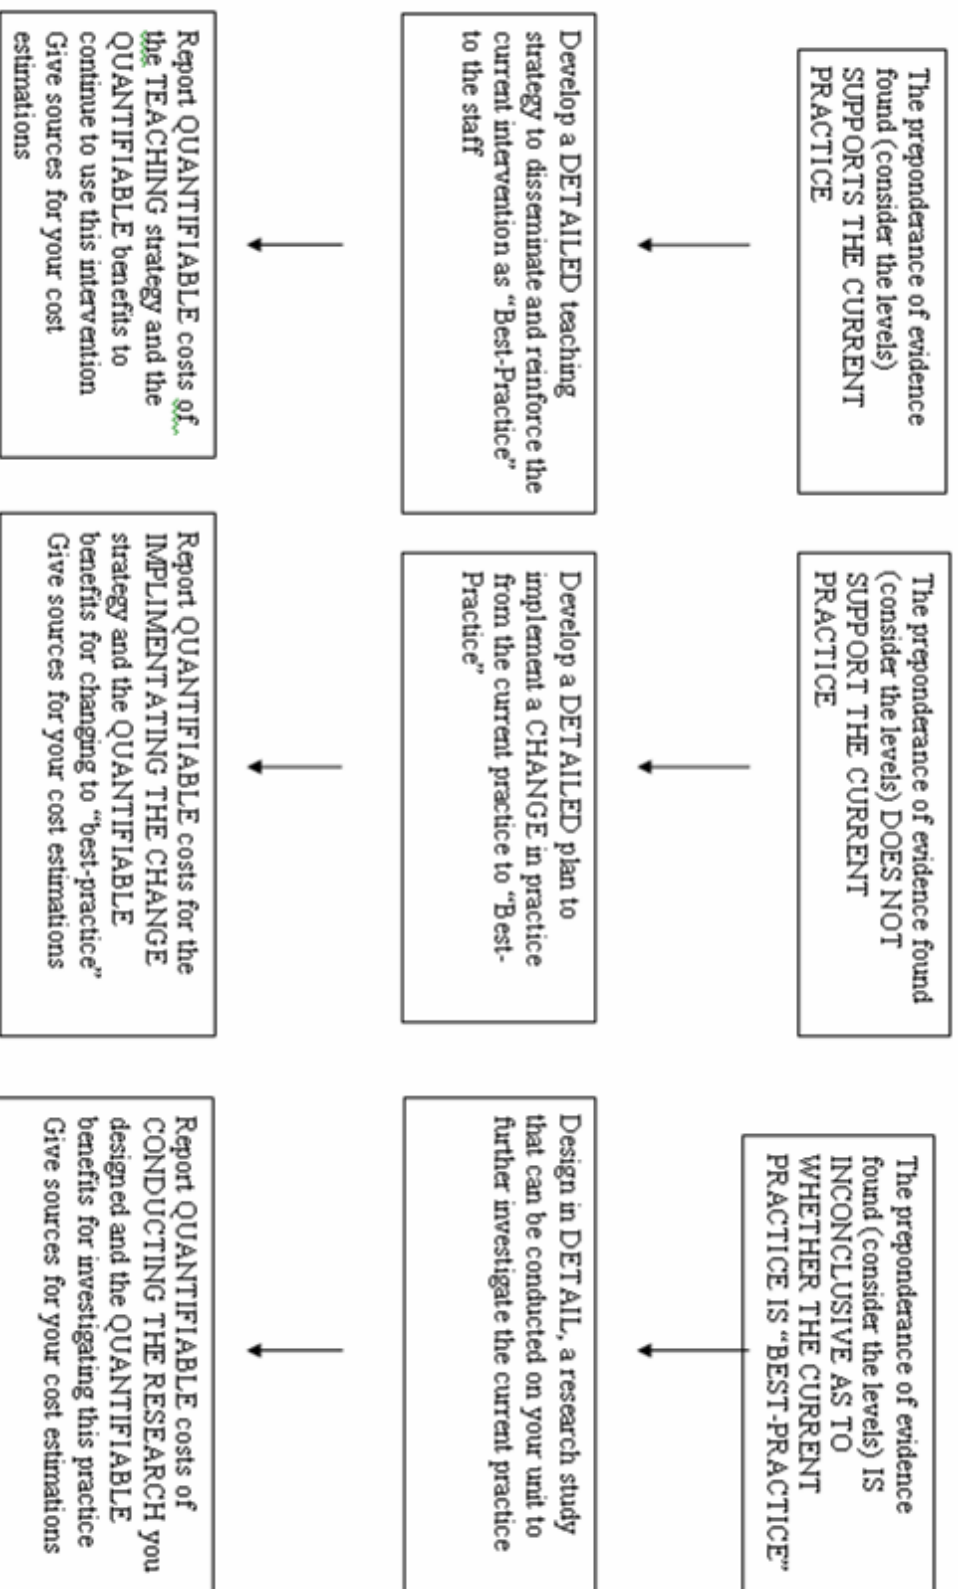 The preponderance of evidence
found (consider the levels)
SUPPORTS THE CURRENT
PRACTICE
The preponderance of evidence found
(consider the levels) DOES NOT
SUPPORT THE CURRENT
PRACTICE
The preponderance of evidence
found (consider the levels) IS
INCONCLUSIVE AS TO
WHETHER THE CURRENT
PRACTICE IS “BEST-PRACTICE”
Develop a DETAILED teaching
strategy to disseminate and reinforce the
current intervention as “Best-Practice”
to the staff
Develop a DETAILED plan to
implement a CHANGE in practice
from the current practice to “Best-
Practice”
Design in DETAIL, a research study
that can be conducted on your unit to
further investigate the current practice
Report QUANTIFIABLE costs of
the TEACHING strategy and the
QUANTIFIABLE benefits to
continue to use this intervention
Give sources for your cost
estimations
Report QUANTIFIABLE costs for the
IMPLIMENTATING THE CHANGE
strategy and the QUANTIFIABLE
benefits for changing to “best-practice”
Give sources for your cost estimations
Report QUANTIFIABLE costs of
CONDUCTING THE RESEARCH you
designed and the QUANTIFIABLE
benefits for investigating this practice
Give sources for your cost estimations